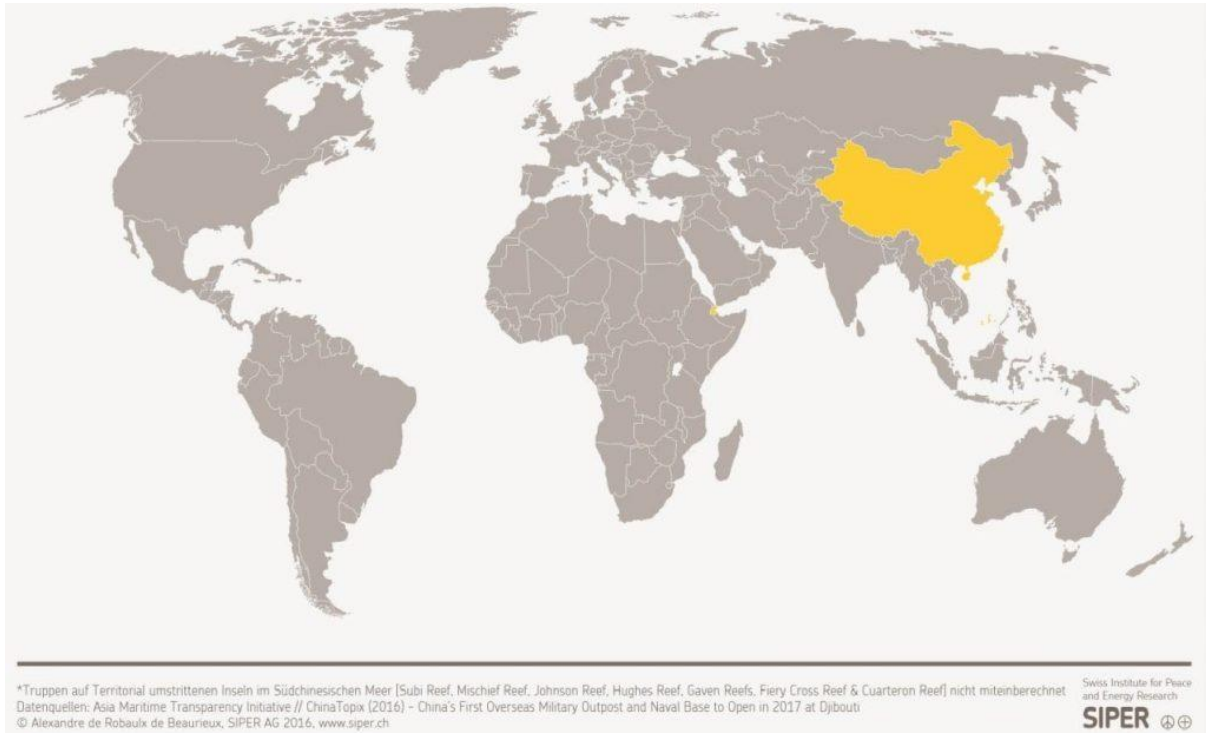 *Truppen auf Territorial umstrittenen Inseln im Südchinesischen Meer [Subi Reef, Mischief Reef, Johnson Reef, Hughes Reef, Gaven Reefs, Fiery Cross Reef & Cuarteron Reef] nicht miteinberechnet
Datenquellen: Asia Maritime Transparency Initiative // ChinaTopix (2016) - China's First Overseas Military Outpost and Naval Base to Open in 2017 at Djibouti
© Alexandre de Robaulx de Beaurieux, SIPER AG 2016, www.siper.ch
Swiss Institute for Peace
and Energy Research
SIPER